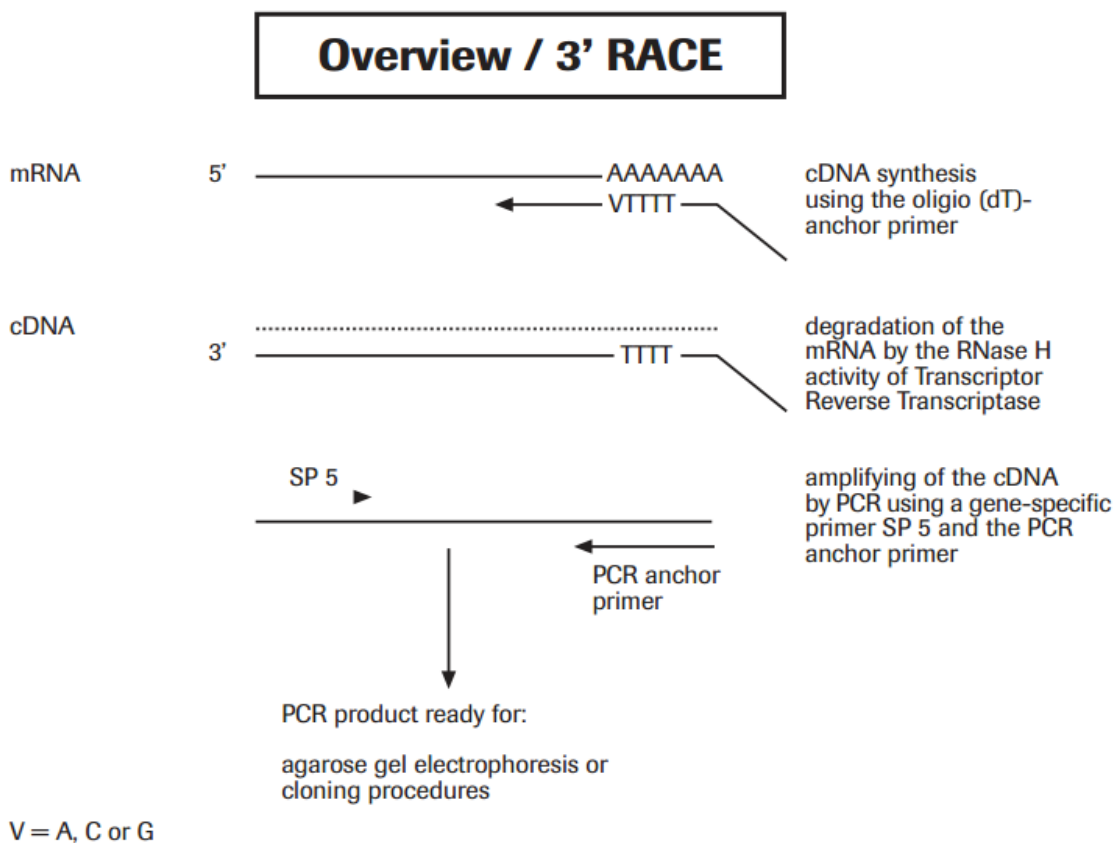 Overview / 3’ RACE
mRNA
5’
AAAAAAA
VTTTT
cDNA synthesis
using the oligio (dT)-
anchor primer
cDNA
3’
TTTT
degradation of the
mRNA by the RNase H
activity of Transcriptor
Reverse Transcriptase
SP 5
PCR anchor
primer
amplifying of the cDNA
by PCR using a gene-specific
primer SP 5 and the PCR
anchor primer
PCR product ready for:
agarose gel electrophoresis or
cloning procedures
V = A, C or G